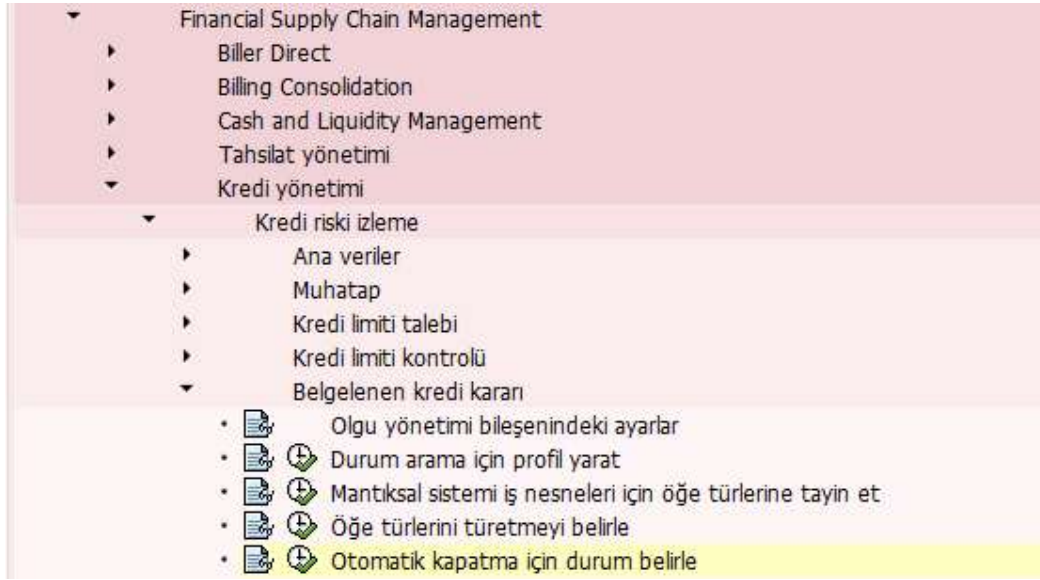 Financial Supply Chain Management
Biller Direct
Billing Consolidation
Cash and Liquidity Management
Tahsilat yönetimi
Kredi yönetimi
Kredi riski izleme
Ana veriler
Muhatap
Kredi limiti talebi
Kredi limiti kontrolü
Belgelenen kredi kararı
Olgu yönetimi bileşenindeki ayarlar
Durum arama için profil yarat
Mantıksal sistemi iş nesneleri için öğe türlerine tayin et
Öğe türlerini türetmeyi belirle
Otomatik kapatma için durum belirle